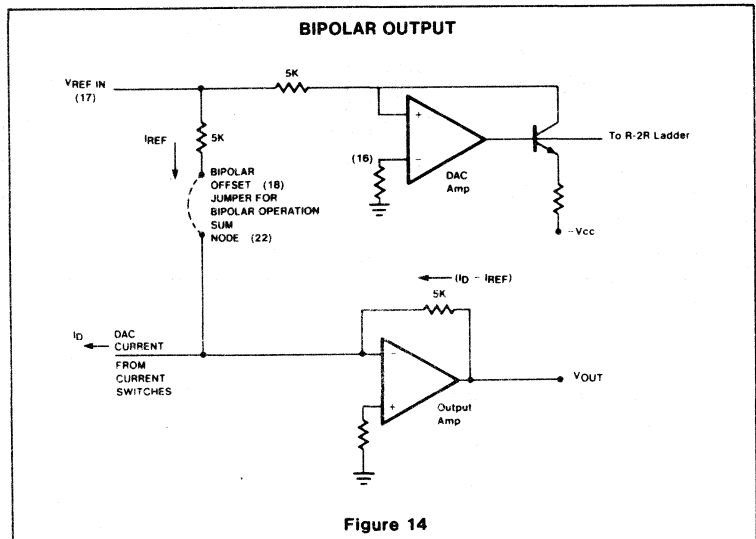 BIPOLAR OUTPUT
5K
VREF IN
(17)
IREF
5K
+
−
(16)
To R-2R Ladder
DAC
Amp
BIPOLAR
OFFSET (18)
JUMPER FOR
BIPOLAR OPERATION
SUM
NODE (22)
−Vcc
(ID − IREF)
5K
ID
DAC
CURRENT
FROM
CURRENT
SWITCHES
−
+
VOUT
Output
Amp
Figure 14